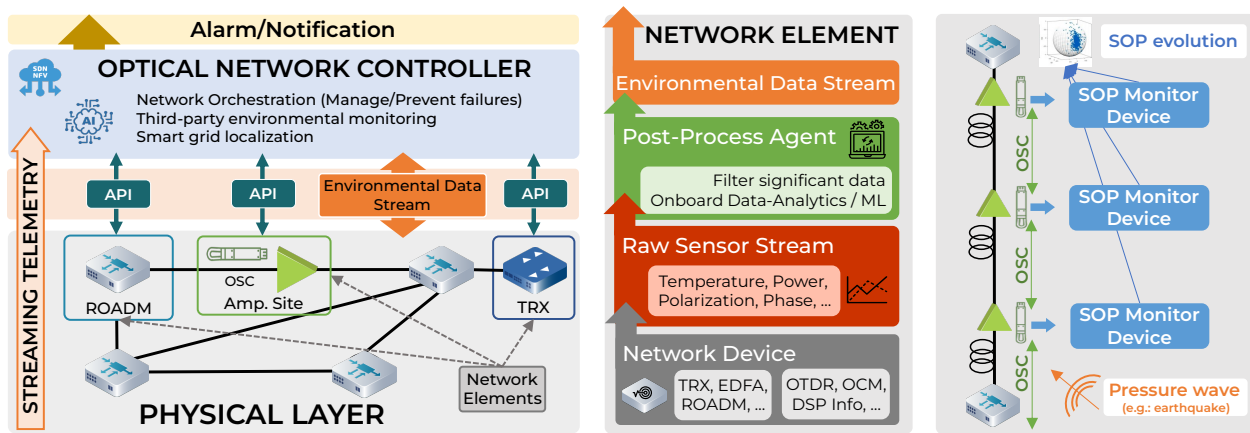 Alarm/Notification
SDN
NFV
OPTICAL NETWORK CONTROLLER
AI
Network Orchestration (Manage/Prevent failures)
Third-party environmental monitoring
Smart grid localization
STREAMING TELEMETRY
API
API
Environmental Data
Stream
API
ROADM
OSC
Amp. Site
TRX
Network
Elements
PHYSICAL LAYER
NETWORK ELEMENT
Environmental Data Stream
Post-Process Agent
Filter significant data
Onboard Data-Analytics / ML
Raw Sensor Stream
Temperature, Power,
Polarization, Phase, ...
Network Device
TRX, EDFA,
ROADM, ...
OTDR, OCM,
DSP Info, ...
SOP evolution
SOP Monitor
Device
OSC
SOP Monitor
Device
OSC
SOP Monitor
Device
OSC
Pressure wave
(e.g.: earthquake)